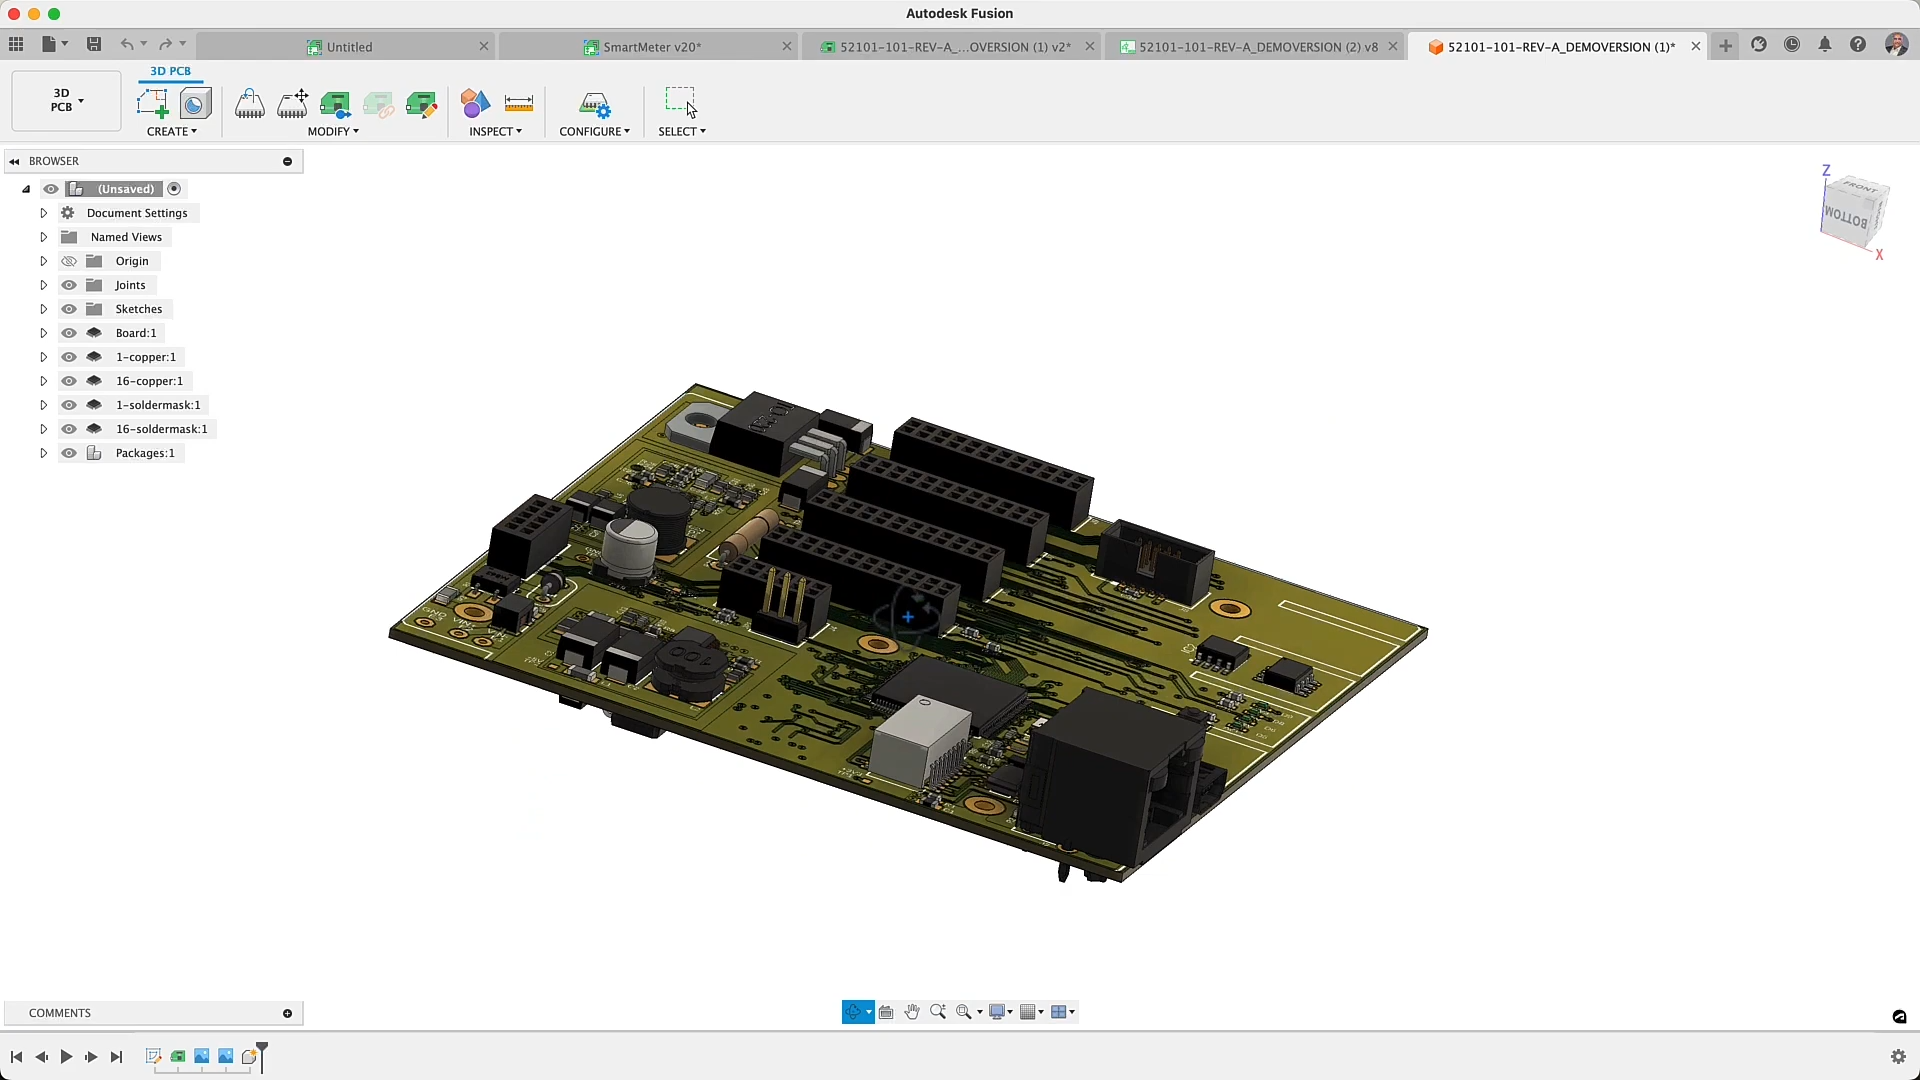 Autodesk Fusion
Untitled
SmartMeter v20*
52101-101-REV-A_...OVERSION (1) v2*
52101-101-REV-A_DEMOVERSION (2) v8
52101-101-REV-A_DEMOVERSION (1)*
3D PCB
3D
PCB
CREATE
MODIFY
INSPECT
CONFIGURE
SELECT
BROWSER
(Unsaved)
Document Settings
Named Views
Origin
Joints
Sketches
Board:1
1-copper:1
16-copper:1
1-soldermask:1
16-soldermask:1
Packages:1
Z
FRONT
BOTTOM
X
GND
VIN
100
COMMENTS